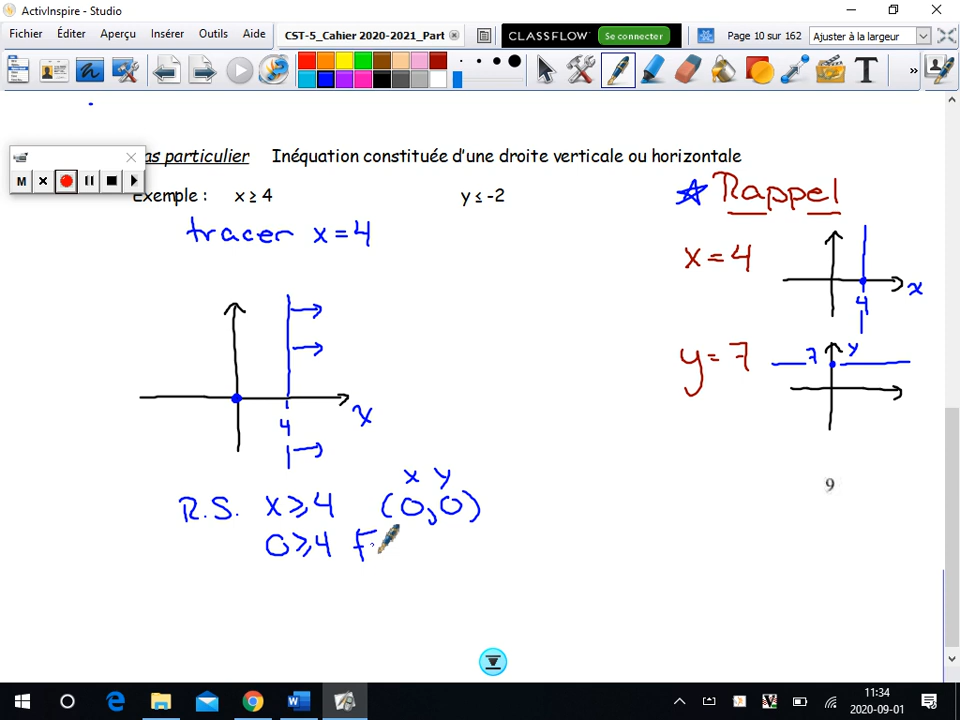 ActivInspire - Studio
Fichier Éditer Aperçu Insérer Outils Aide CST-5_Cahier 2020-2021_Part CLASSFLOW Se connecter Page 10 sur 162 Ajuster à la largeur
as particulier Inéquation constituée d'une droite verticale ou horizontale
M
Exemple : x ≥ 4 y ≤ -2
tracer x = 4
Rappel
x = 4
x
4
y = 7
7 y
x
4
9
x y
R.S. x ≥ 4 (0,0)
0 ≥ 4 F
11:34
2020-09-01